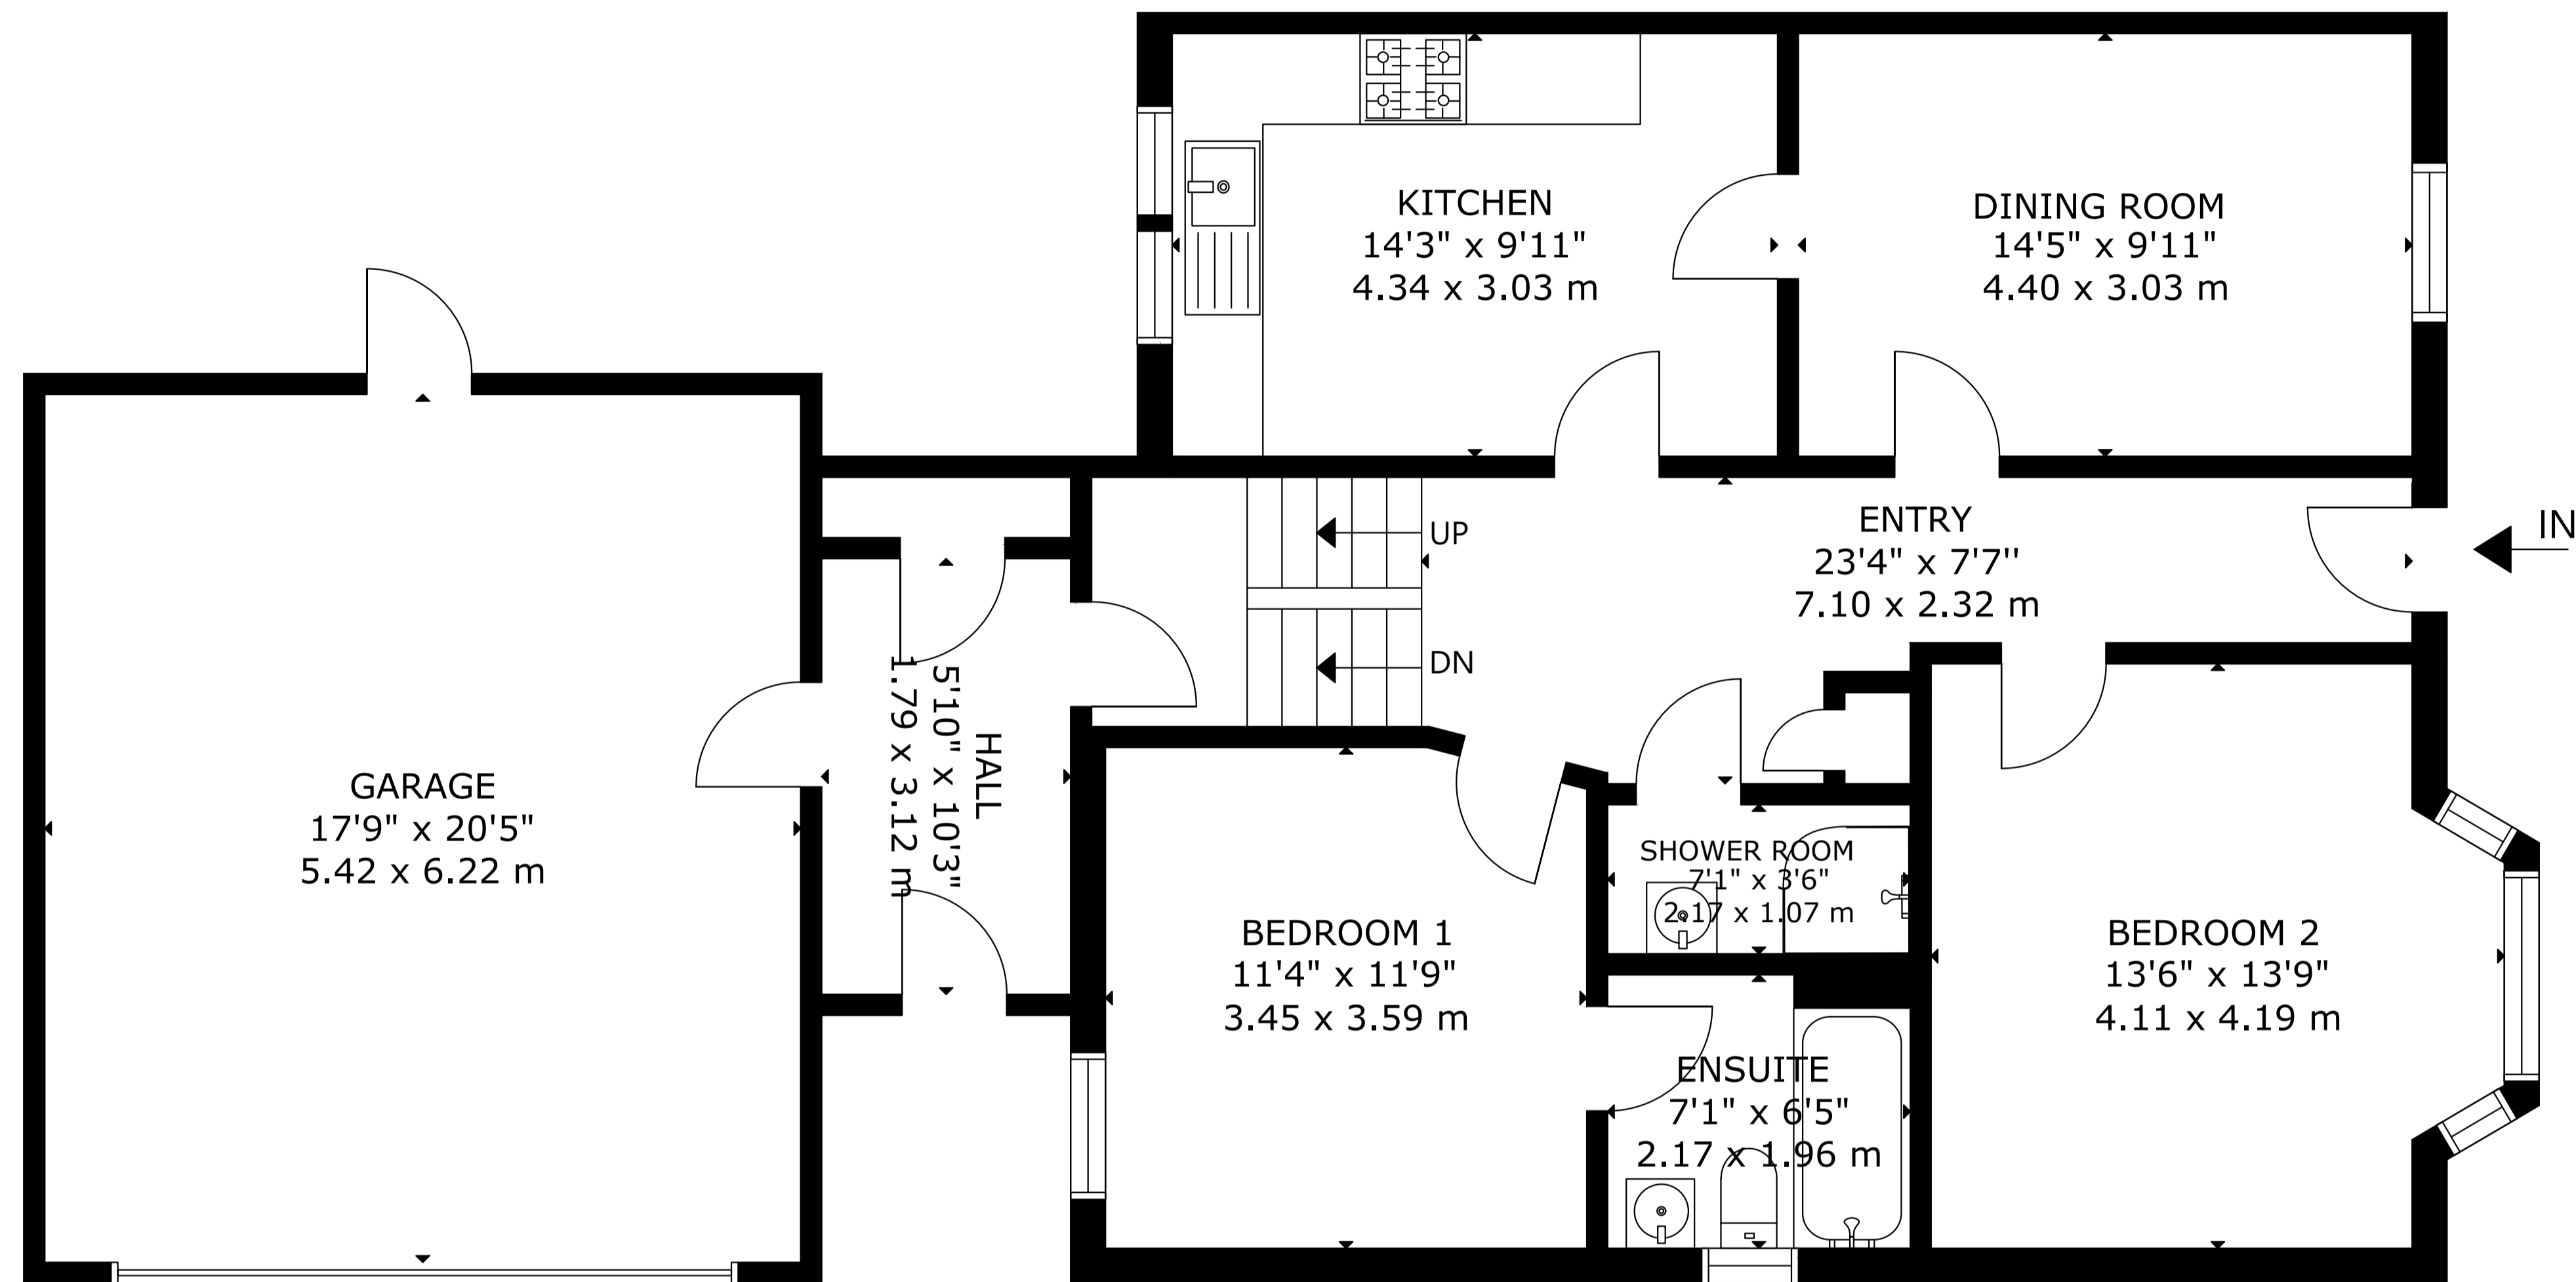 KITCHEN
14'3" x 9'11"
4.34 x 3.03 m
DINING ROOM
14'5" x 9'11"
4.40 x 3.03 m
ENTRY
23'4" x 7'7''
7.10 x 2.32 m
IN
UP
DN
GARAGE
17'9" x 20'5"
5.42 x 6.22 m
HALL
5'10" x 10'3"
1.79 x 3.12 m
SHOWER ROOM
7'1" x 3'6"
2.17 x 1.07 m
BEDROOM 1
11'4" x 11'9"
3.45 x 3.59 m
BEDROOM 2
13'6" x 13'9"
4.11 x 4.19 m
ENSUITE
7'1" x 6'5"
2.17 x 1.96 m